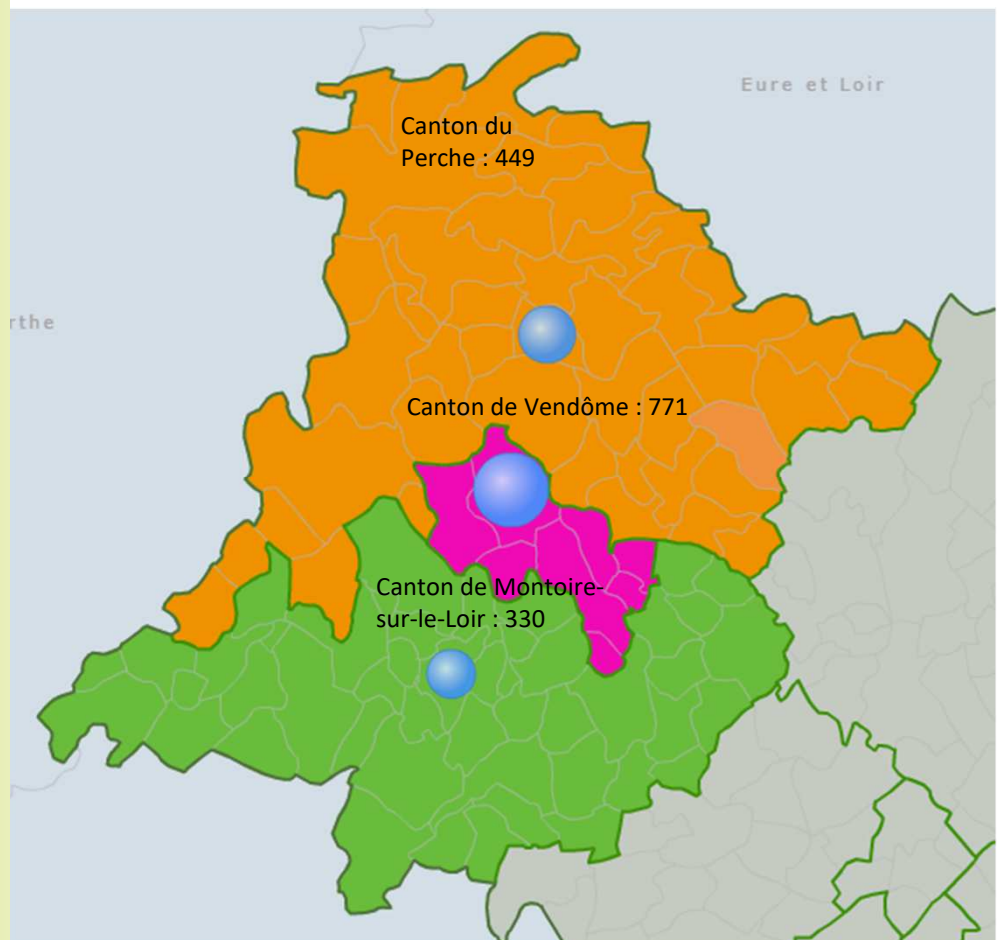 Eure et Loir
Canton du
Perche : 449
rthe
Canton de Vendôme : 771
Canton de Montoire-
sur-le-Loir : 330